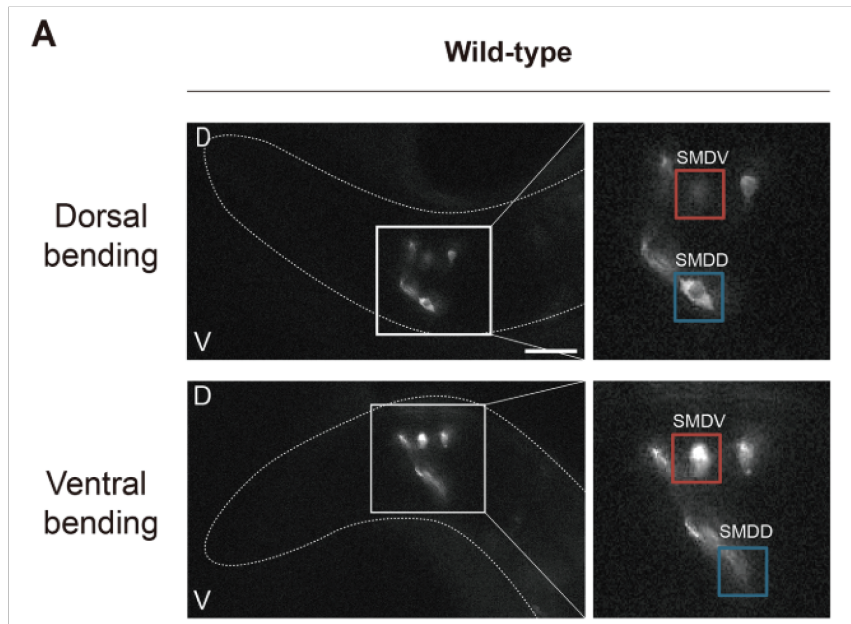 A
Wild-type
Dorsal
bending
D
V
SMDV
SMDD
Ventral
bending
D
V
SMDV
SMDD